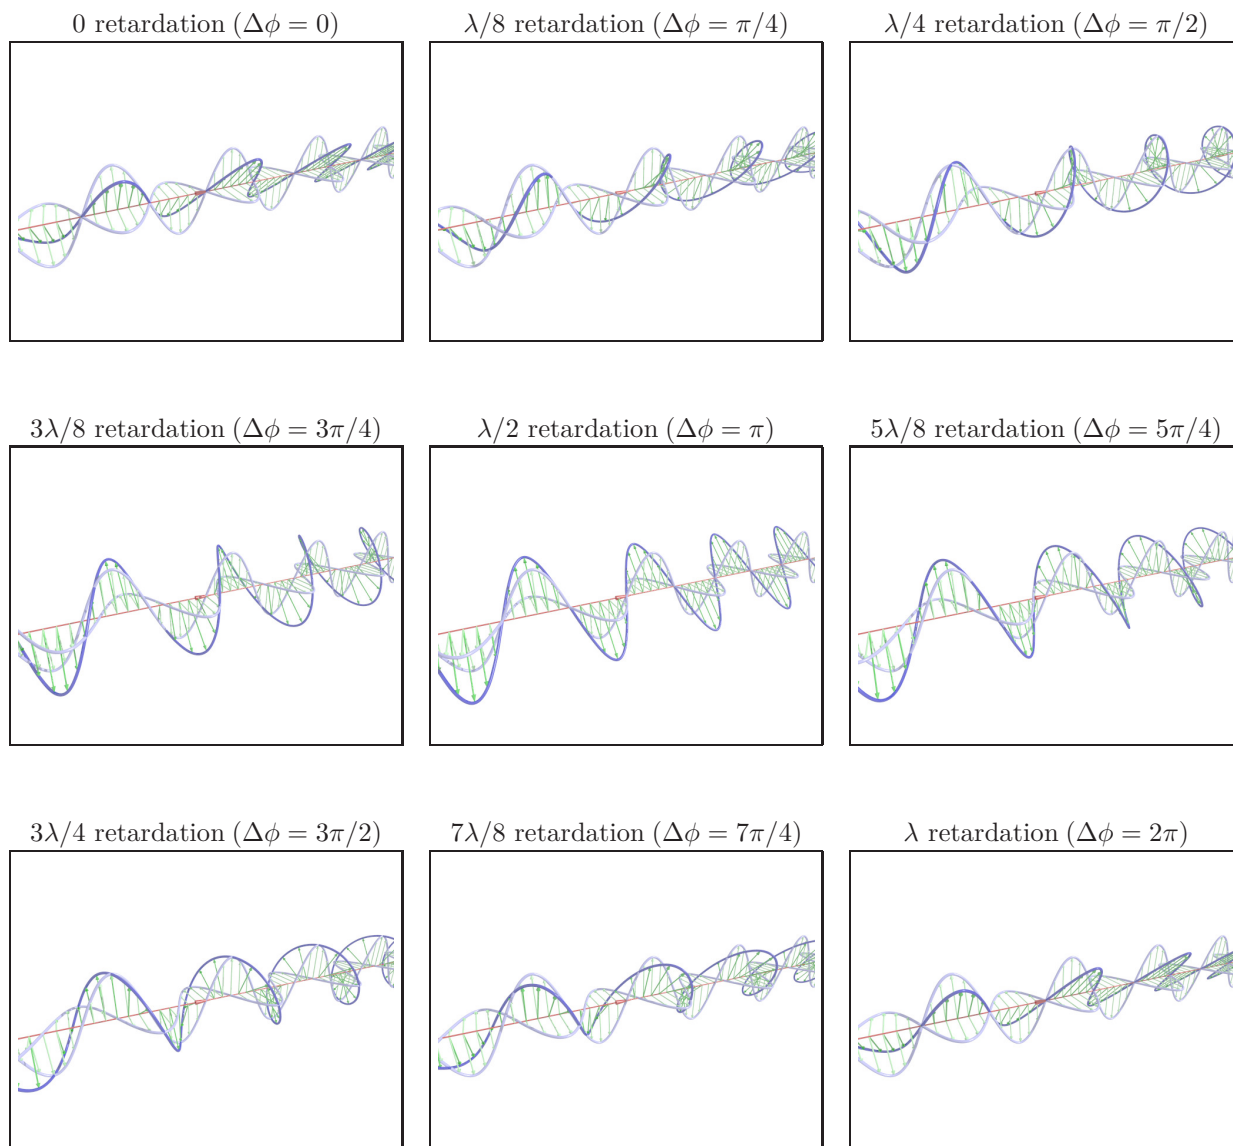 0 retardation (Δϕ = 0)
λ/8 retardation (Δϕ = π/4)
λ/4 retardation (Δϕ = π/2)
3λ/8 retardation (Δϕ = 3π/4)
λ/2 retardation (Δϕ = π)
5λ/8 retardation (Δϕ = 5π/4)
3λ/4 retardation (Δϕ = 3π/2)
7λ/8 retardation (Δϕ = 7π/4)
λ retardation (Δϕ = 2π)